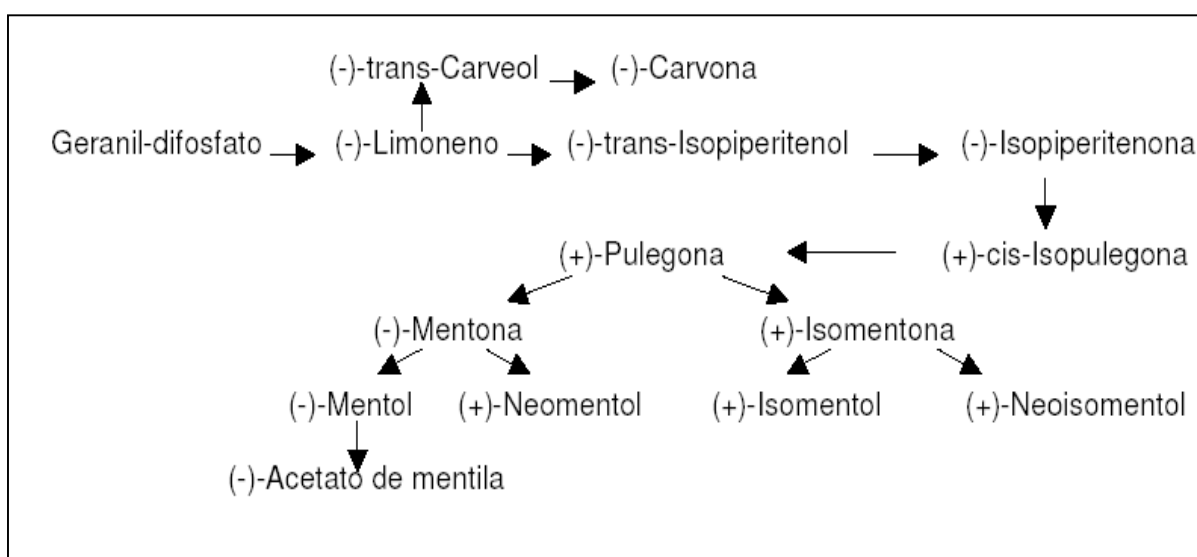 (-)-trans-Carveol (-)-Carvona
Geranil-difosfato (-)-Limoneno (-)-trans-Isopiperitenol (-)-Isopiperitenona
(+)-Pulegona (+)-cis-Isopulegona
(-)-Mentona (+)-Isomentona
(-)-Mentol (+)-Neomentol (+)-Isomentol (+)-Neoisomentol
(-)-Acetato de mentila